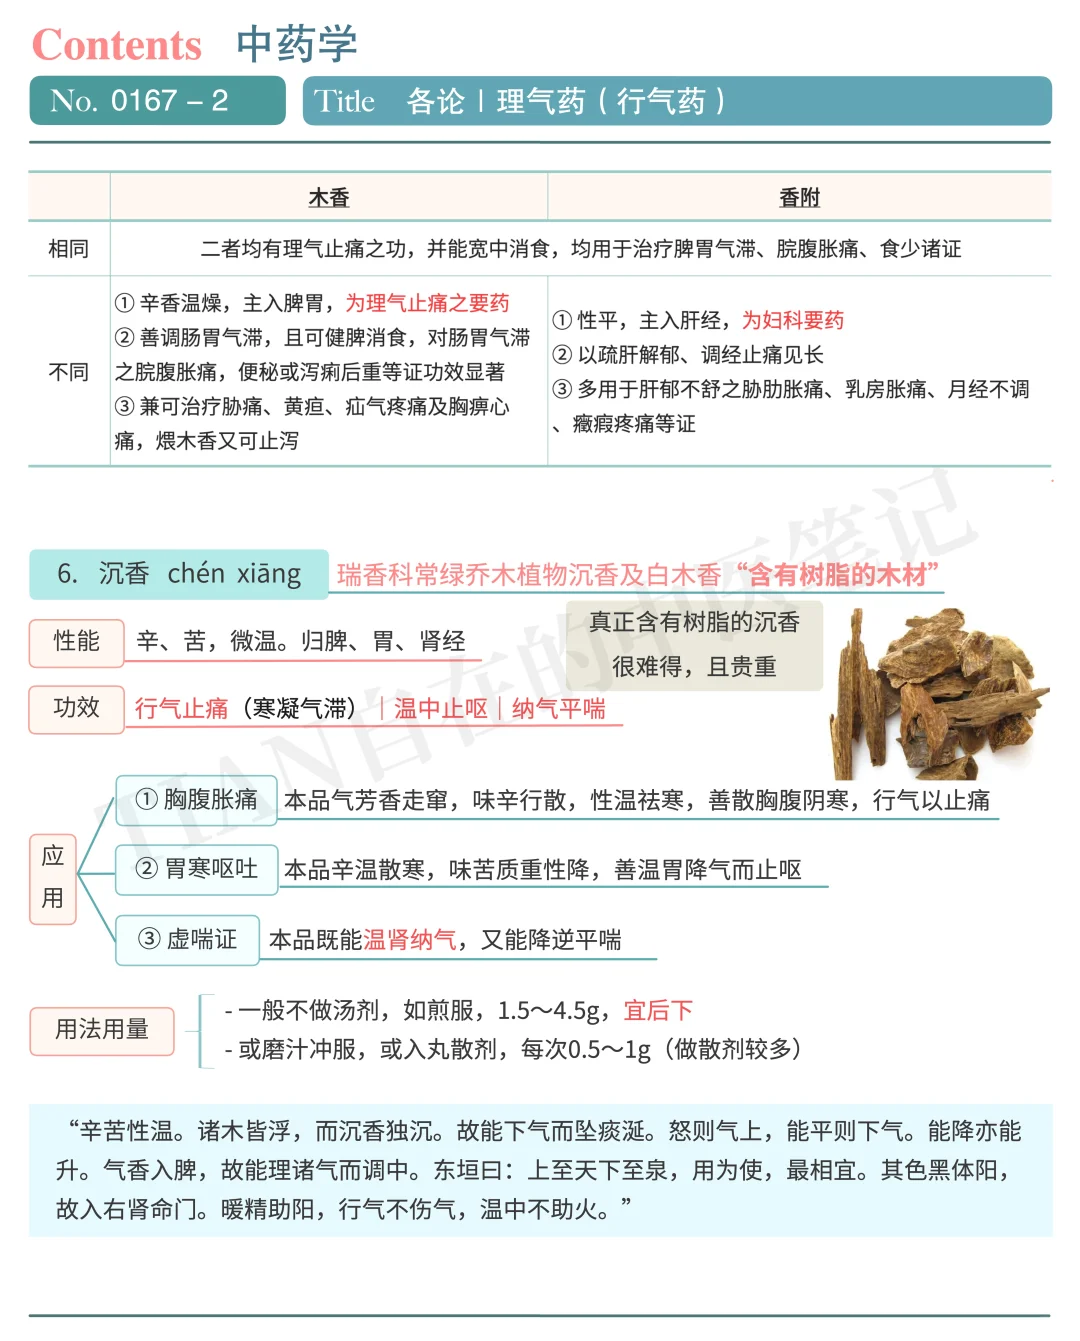 Contents 中药学
No. 0167 – 2
Title 各论 | 理气药（行气药）
木香 香附
相同 二者均有理气止痛之功，并能宽中消食，均用于治疗脾胃气滞、脘腹胀痛、食少诸证
不同
① 辛香温燥，主入脾胃，为理气止痛之要药
② 善调肠胃气滞，且可健脾消食，对肠胃气滞
之脘腹胀痛，便秘或泻痢后重等证功效显著
③ 兼可治疗胁痛、黄疸、疝气疼痛及胸痹心
痛，煨木香又可止泻
① 性平，主入肝经，为妇科要药
② 以疏肝解郁、调经止痛见长
③ 多用于肝郁不舒之胁肋胀痛、乳房胀痛、月经不调
、癥瘕疼痛等证
6. 沉香 chén xiāng 瑞香科常绿乔木植物沉香及白木香“含有树脂的木材”
真正含有树脂的沉香
很难得，且贵重
性能 辛、苦，微温。归脾、胃、肾经
功效 行气止痛（寒凝气滞）｜温中止呕｜纳气平喘
应
用
① 胸腹胀痛 本品气芳香走窜，味辛行散，性温祛寒，善散胸腹阴寒，行气以止痛
② 胃寒呕吐 本品辛温散寒，味苦质重性降，善温胃降气而止呕
③ 虚喘证 本品既能温肾纳气，又能降逆平喘
用法用量
- 一般不做汤剂，如煎服，1.5～4.5g，宜后下
- 或磨汁冲服，或入丸散剂，每次0.5～1g（做散剂较多）
“辛苦性温。诸木皆浮，而沉香独沉。故能下气而坠痰涎。怒则气上，能平则下气。能降亦能
升。气香入脾，故能理诸气而调中。东垣曰：上至天下至泉，用为使，最相宜。其色黑体阳，
故入右肾命门。暖精助阳，行气不伤气，温中不助火。”
TIAN自在的中医笔记